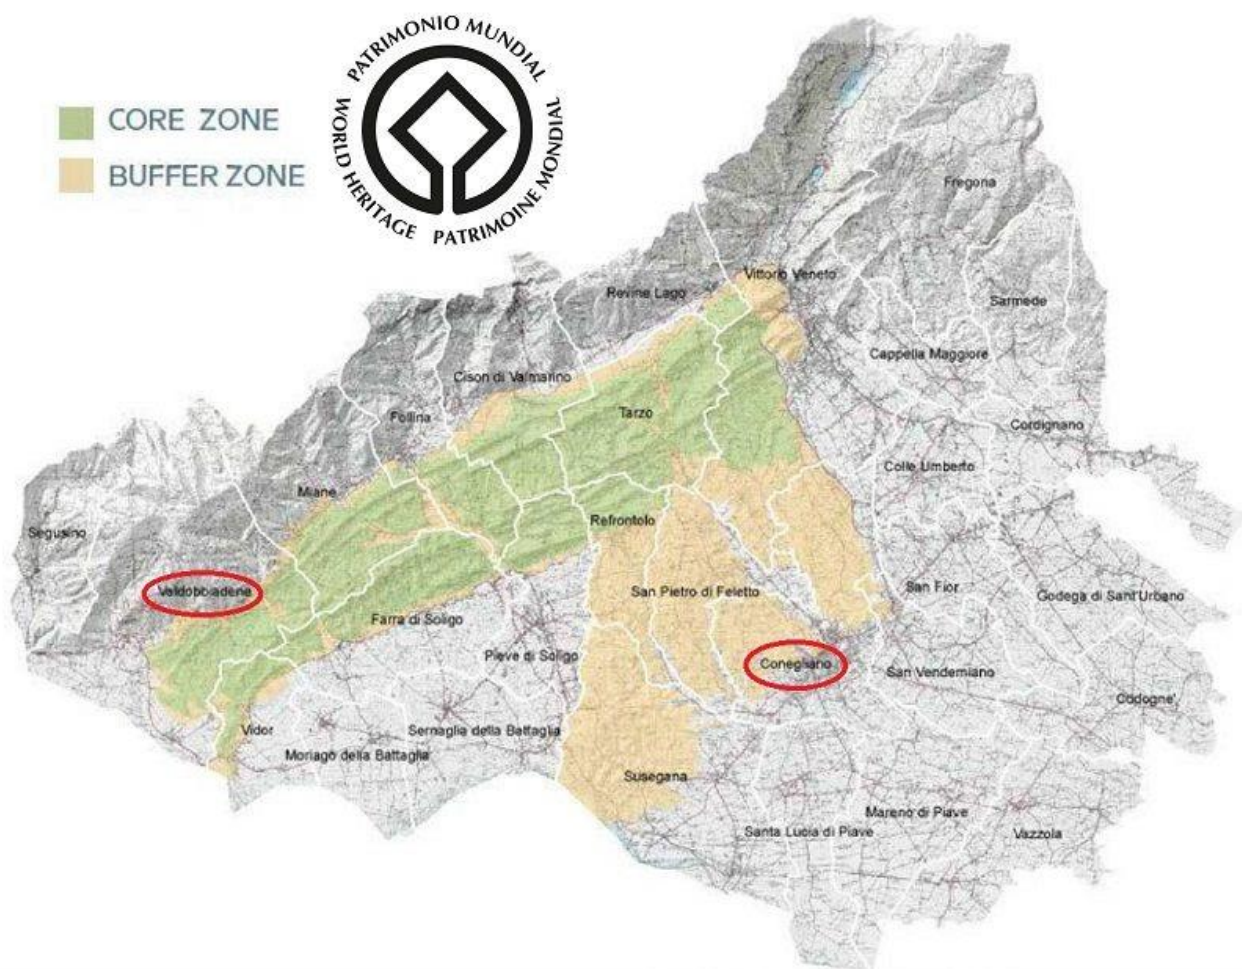 PATRIMONIO MUNDIAL
WORLD HERITAGE
PATRIMOINE MONDIAL
CORE ZONE
BUFFER ZONE
Fregona
Vittorio Veneto
Revine Lago
Sarmede
Cappella Maggiore
Cison di Valmarino
Tarzo
Follina
Cordignano
Colle Umberto
Miane
Refrontolo
Segusino
Valdobbiadene
San Pietro di Feletto
San Fior
Godega di Sant'Urbano
Farra di Soligo
Pieve di Soligo
Conegliano
San Vendemiano
Codogne'
Vidor
Sernaglia della Battaglia
Moriago della Battaglia
Susegana
Mareno di Piave
Santa Lucia di Piave
Vazzola